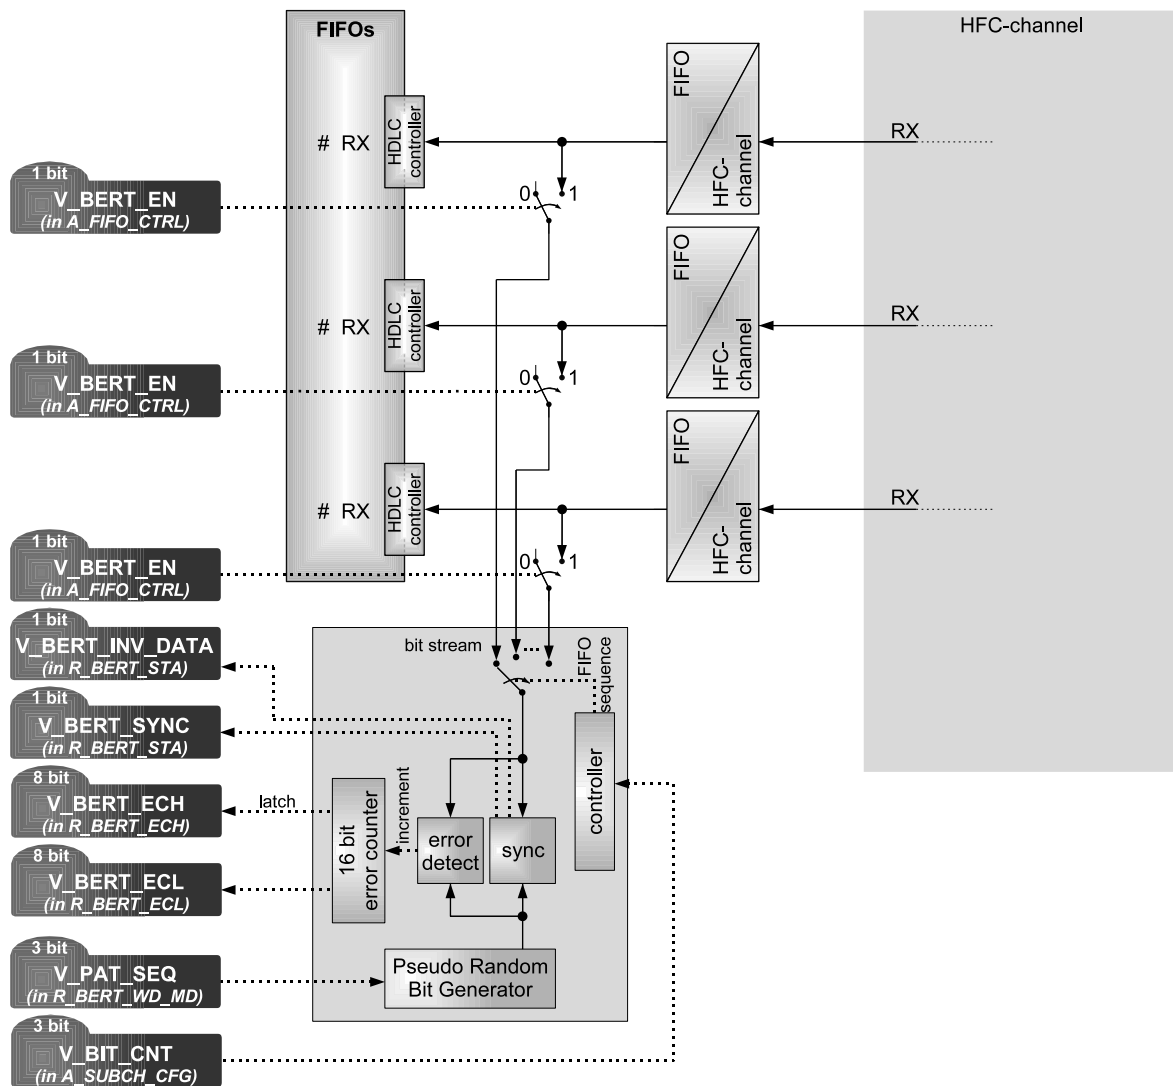 FIFOs
HFC-channel
FIFO
HFC-
channel
# RX
HDLC
controller
RX
1 bit
V_BERT_EN
(in A_FIFO_CTRL)
0
1
FIFO
HFC-
channel
# RX
HDLC
controller
RX
1 bit
V_BERT_EN
(in A_FIFO_CTRL)
0
1
FIFO
HFC-
channel
# RX
HDLC
controller
RX
1 bit
V_BERT_EN
(in A_FIFO_CTRL)
0
1
1 bit
V_BERT_INV_DATA
(in R_BERT_STA)
bit stream
FIFO
sequence
1 bit
V_BERT_SYNC
(in R_BERT_STA)
8 bit
V_BERT_ECH
(in R_BERT_ECH)
latch
16 bit
error counter
increment
error
detect
sync
controller
8 bit
V_BERT_ECL
(in R_BERT_ECL)
3 bit
V_PAT_SEQ
(in R_BERT_WD_MD)
Pseudo Random
Bit Generator
3 bit
V_BIT_CNT
(in A_SUBCH_CFG)